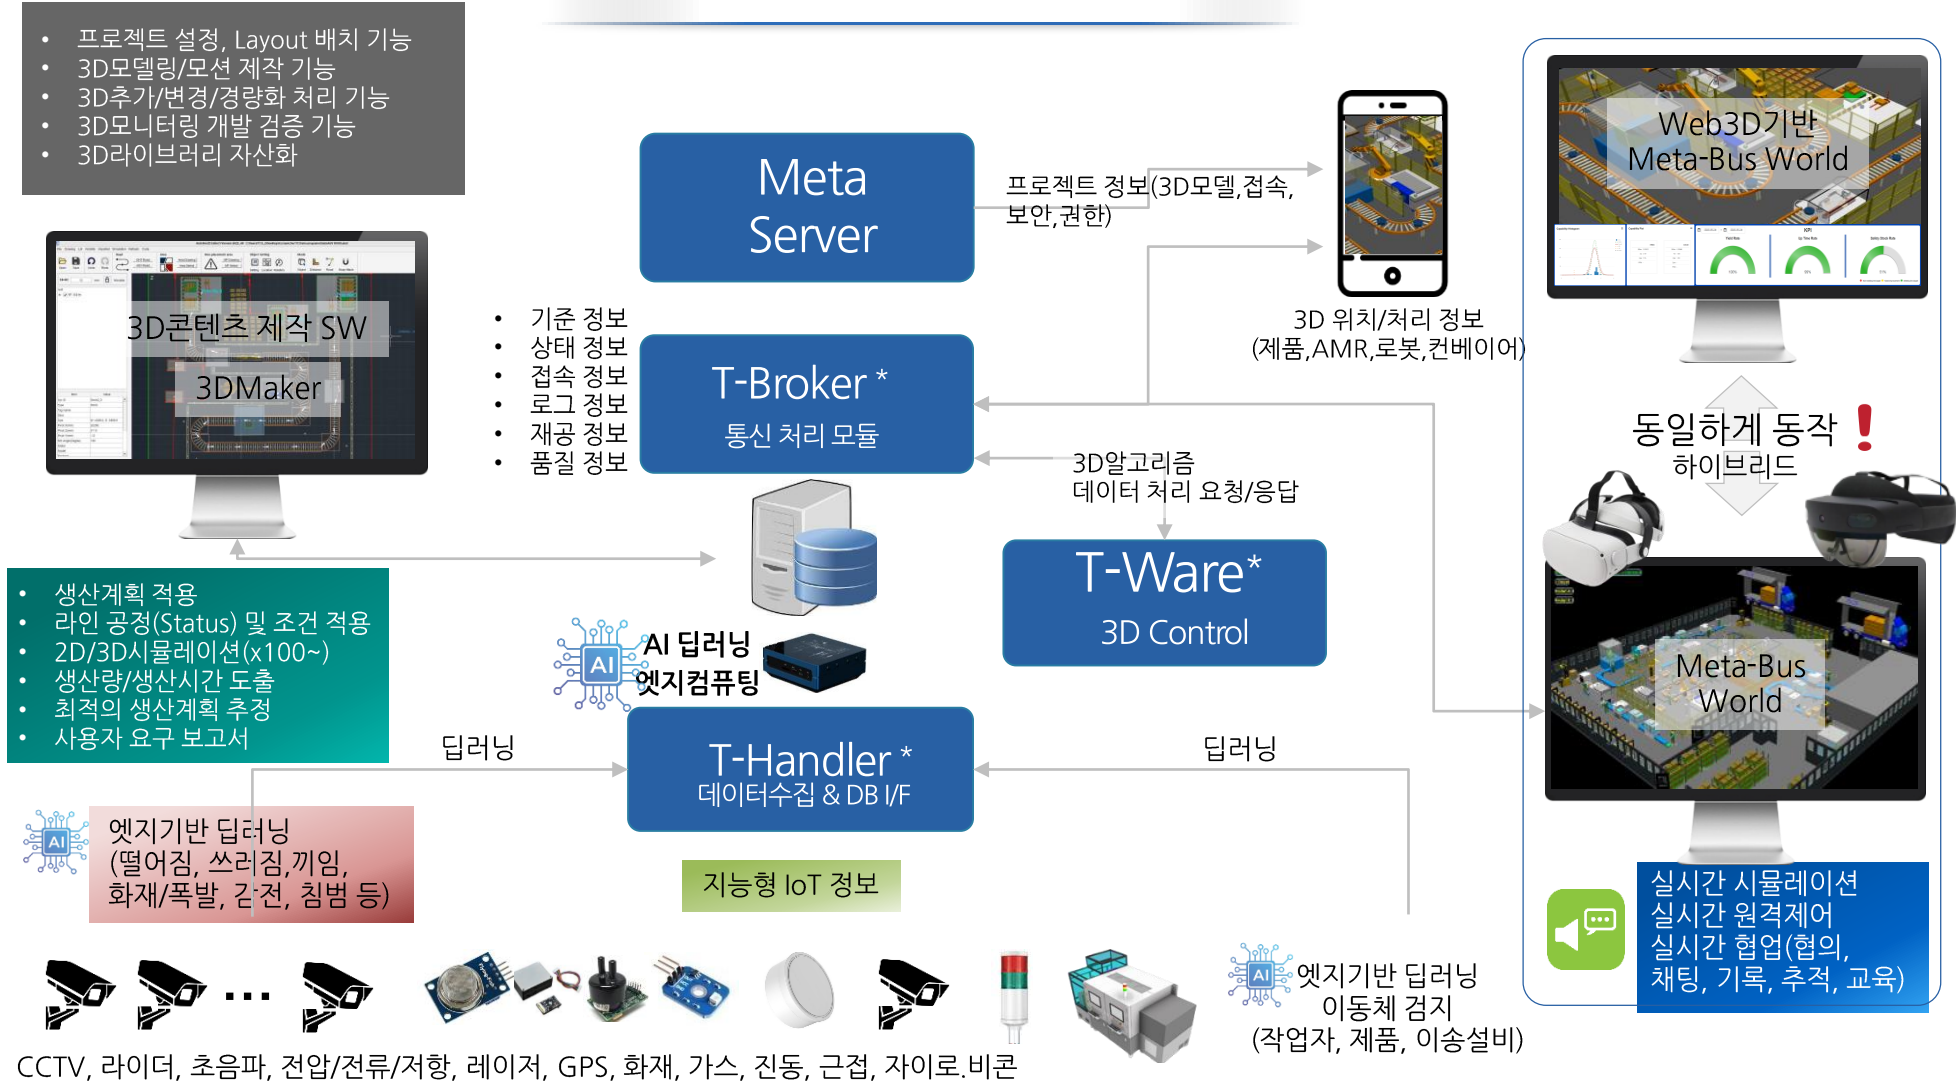 • 프로젝트 설정, Layout 배치 기능
• 3D모델링/모션 제작 기능
• 3D추가/변경/경량화 처리 기능
• 3D모니터링 개발 검증 기능
• 3D라이브러리 자산화
3D콘텐츠 제작 SW
3DMaker
• 생산계획 적용
• 라인 공정(Status) 및 조건 적용
• 2D/3D시뮬레이션(x100~)
• 생산량/생산시간 도출
• 최적의 생산계획 추정
• 사용자 요구 보고서
Meta
Server
프로젝트 정보(3D모델,접속,
보안,권한)
• 기준 정보
• 상태 정보
• 접속 정보
• 로그 정보
• 재공 정보
• 품질 정보
T-Broker *
통신 처리 모듈
3D 위치/처리 정보
(제품,AMR,로봇,컨베이어)
3D알고리즘
데이터 처리 요청/응답
T-Ware*
3D Control
AI
AI 딥러닝
엣지컴퓨팅
딥러닝
T-Handler *
데이터수집 & DB I/F
딥러닝
AI
엣지기반 딥러닝
(떨어짐, 쓰러짐,끼임,
화재/폭발, 감전, 침범 등)
지능형 IoT 정보
AI
엣지기반 딥러닝
이동체 검지
(작업자, 제품, 이송설비)
CCTV, 라이더, 초음파, 전압/전류/저항, 레이저, GPS, 화재, 가스, 진동, 근접, 자이로.비콘
Web3D기반
Meta-Bus World
KPI
동일하게 동작
하이브리드
Meta-Bus
World
실시간 시뮬레이션
실시간 원격제어
실시간 협업(협의,
채팅, 기록, 추적, 교육)